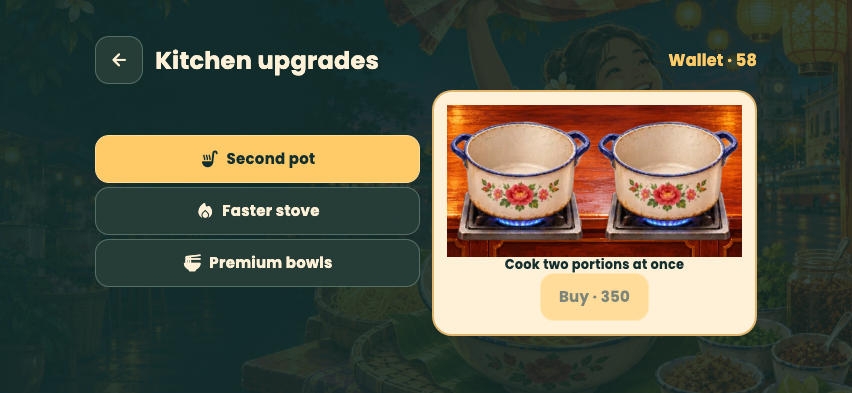 Kitchen upgrades
Wallet · 58
Second pot
Faster stove
Premium bowls
Cook two portions at once
Buy · 350